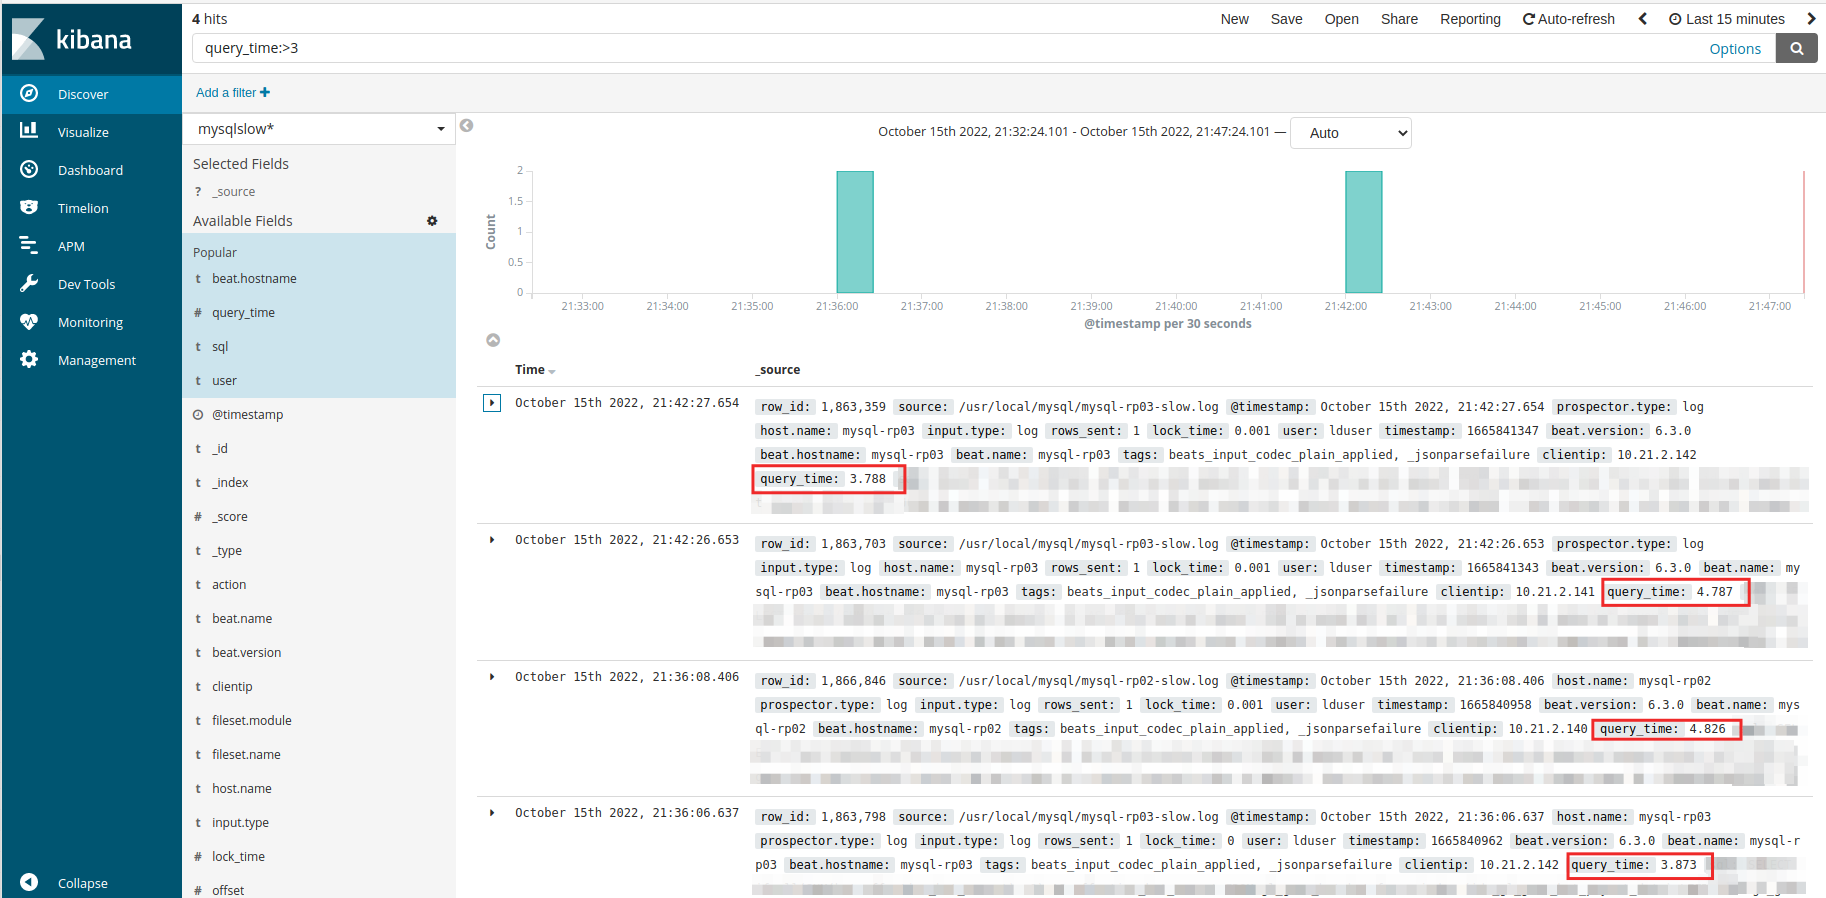 4 hits
New Save Open Share Reporting Auto-refresh Last 15 minutes
kibana
query_time:>3
Options
Add a filter
Discover
Visualize
Dashboard
Timelion
APM
Dev Tools
Monitoring
Management
Collapse
mysqlslow*
Selected Fields
? _source
Available Fields
Popular
t beat.hostname
# query_time
t sql
t user
@timestamp
t _id
t _index
# _score
t _type
t action
t beat.name
t beat.version
t clientip
t fileset.module
t fileset.name
t host.name
t input.type
# lock_time
# offset
October 15th 2022, 21:32:24.101 - October 15th 2022, 21:47:24.101 — Auto
2
1.5
1
0.5
0
Count
21:33:00 21:34:00 21:35:00 21:36:00 21:37:00 21:38:00 21:39:00 21:40:00 21:41:00 21:42:00 21:43:00 21:44:00 21:45:00 21:46:00 21:47:00
@timestamp per 30 seconds
Time _source
October 15th 2022, 21:42:27.654
row_id: 1,863,359 source: /usr/local/mysql/mysql-rp03-slow.log @timestamp: October 15th 2022, 21:42:27.654 prospector.type: log
host.name: mysql-rp03 input.type: log rows_sent: 1 lock_time: 0.001 user: lduser timestamp: 1665841347 beat.version: 6.3.0
beat.hostname: mysql-rp03 beat.name: mysql-rp03 tags: beats_input_codec_plain_applied, _jsonparsefailure clientip: 10.21.2.142
query_time: 3.788
October 15th 2022, 21:42:26.653
row_id: 1,863,703 source: /usr/local/mysql/mysql-rp03-slow.log @timestamp: October 15th 2022, 21:42:26.653 prospector.type: log
input.type: log host.name: mysql-rp03 rows_sent: 1 lock_time: 0.001 user: lduser timestamp: 1665841343 beat.version: 6.3.0 beat.name: my
sql-rp03 beat.hostname: mysql-rp03 tags: beats_input_codec_plain_applied, _jsonparsefailure clientip: 10.21.2.141 query_time: 4.787
October 15th 2022, 21:36:08.406
row_id: 1,866,846 source: /usr/local/mysql/mysql-rp02-slow.log @timestamp: October 15th 2022, 21:36:08.406 host.name: mysql-rp02
prospector.type: log input.type: log rows_sent: 1 lock_time: 0.001 user: lduser timestamp: 1665840958 beat.version: 6.3.0 beat.name: mys
ql-rp02 beat.hostname: mysql-rp02 tags: beats_input_codec_plain_applied, _jsonparsefailure clientip: 10.21.2.140 query_time: 4.826
October 15th 2022, 21:36:06.637
row_id: 1,863,798 source: /usr/local/mysql/mysql-rp03-slow.log @timestamp: October 15th 2022, 21:36:06.637 host.name: mysql-rp03
prospector.type: log input.type: log rows_sent: 1 lock_time: 0 user: lduser timestamp: 1665840962 beat.version: 6.3.0 beat.name: mysql-r
p03 beat.hostname: mysql-rp03 tags: beats_input_codec_plain_applied, _jsonparsefailure clientip: 10.21.2.142 query_time: 3.873